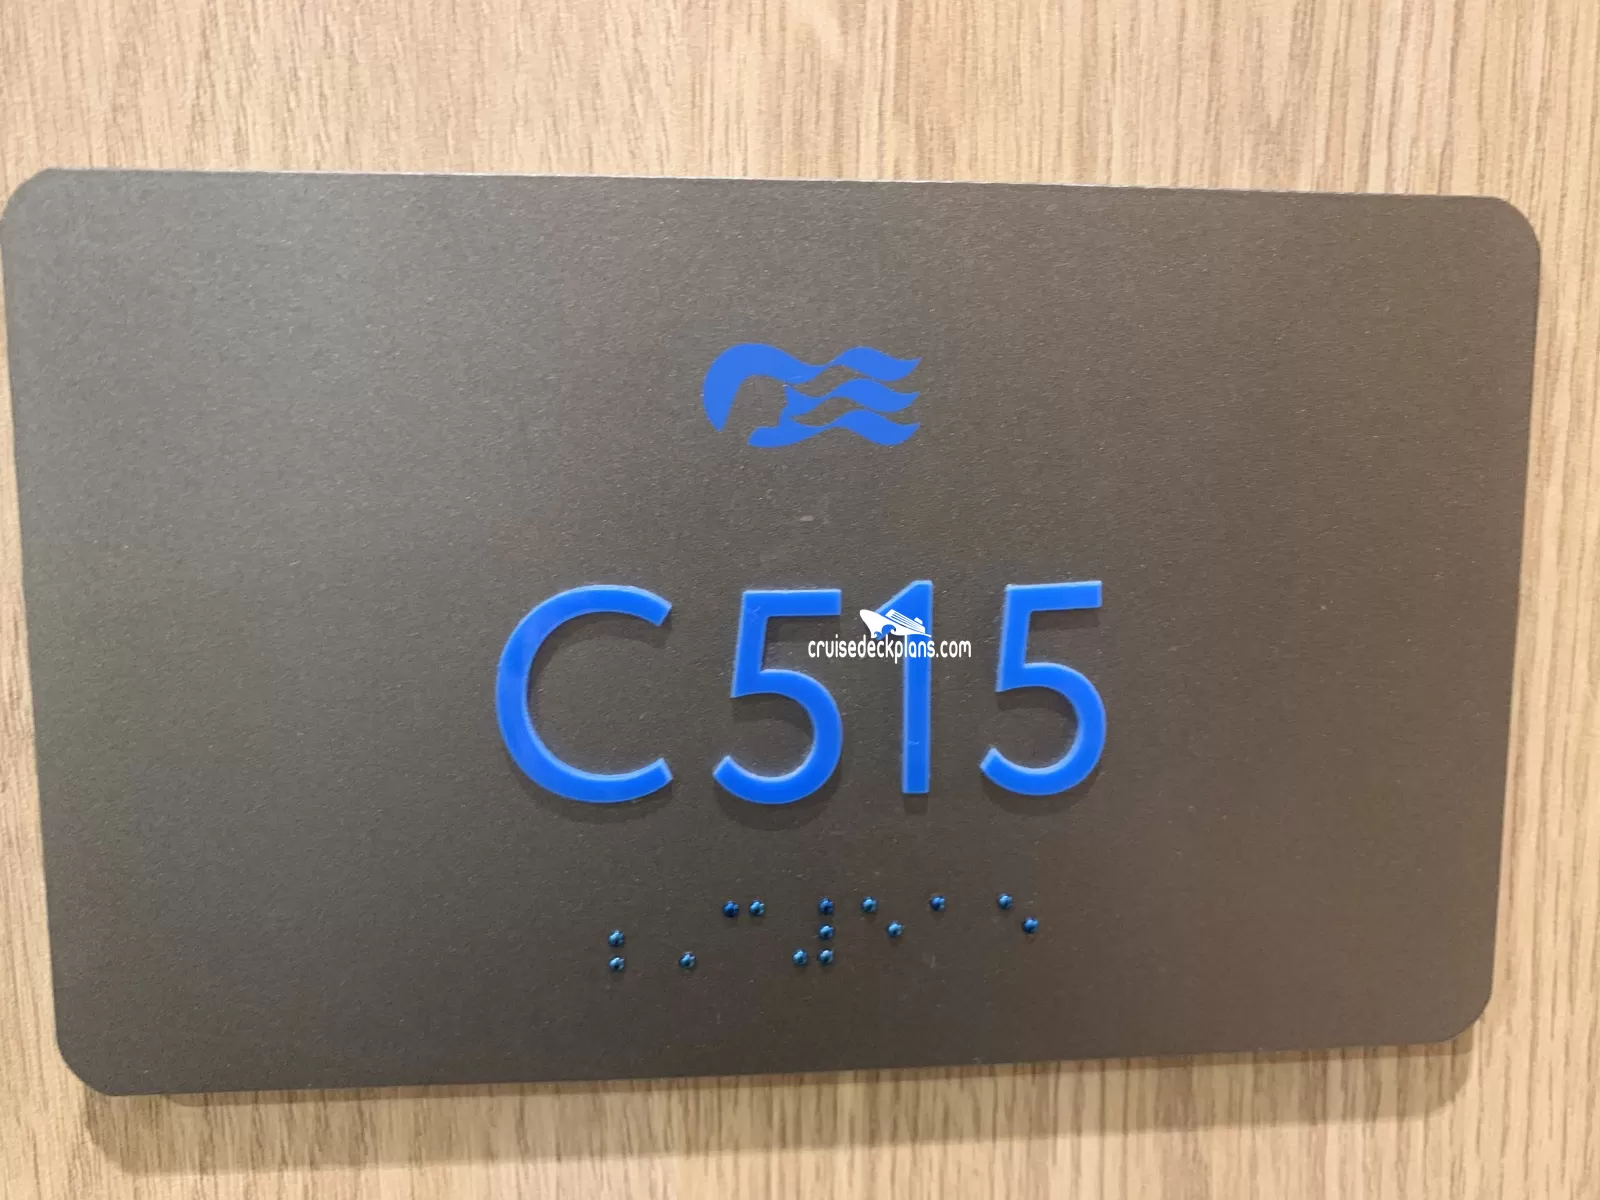 C515
cruisedeckplans.com
⠰⠠⠉⠼⠑⠁⠑